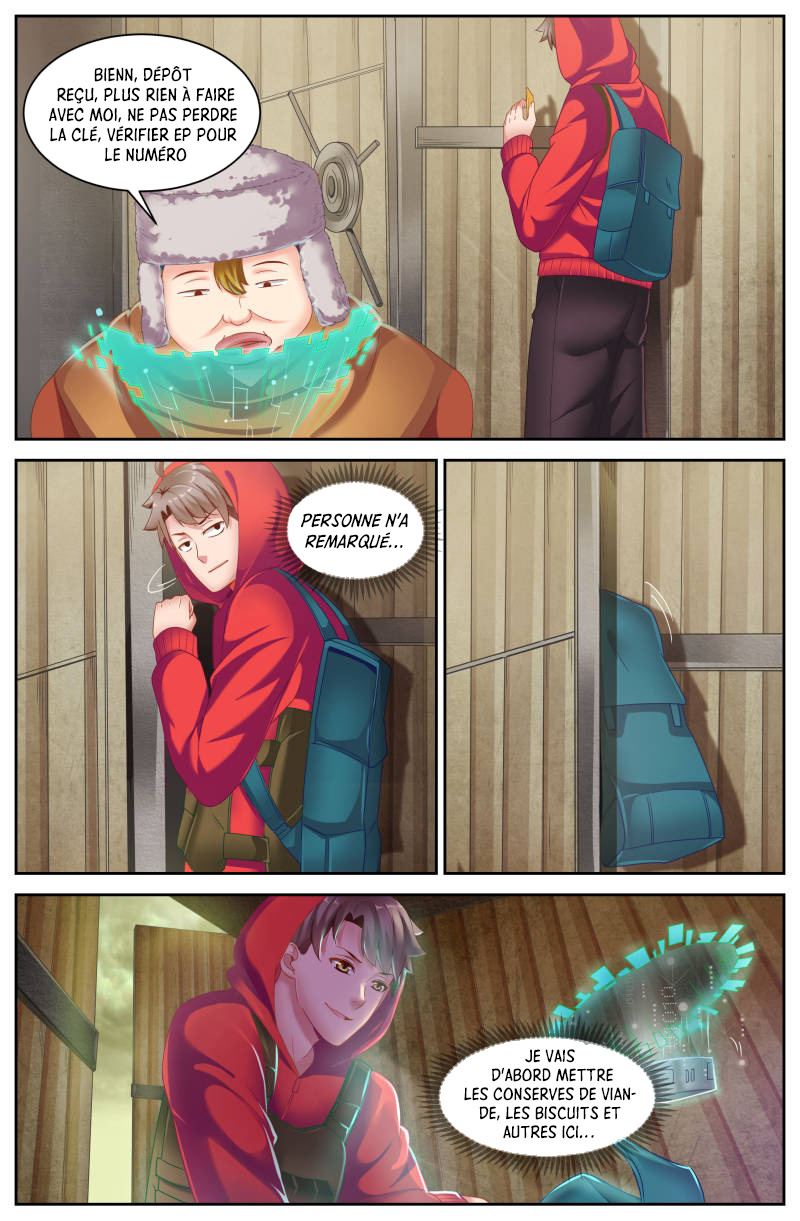 BIENN, DÉPÔT
REÇU, PLUS RIEN À FAIRE
AVEC MOI, NE PAS PERDRE
LA CLÉ, VÉRIFIER EP POUR
LE NUMÉRO
PERSONNE N'A
REMARQUÉ...
JE VAIS
D'ABORD METTRE
LES CONSERVES DE VIAN-
DE, LES BISCUITS ET
AUTRES ICI...